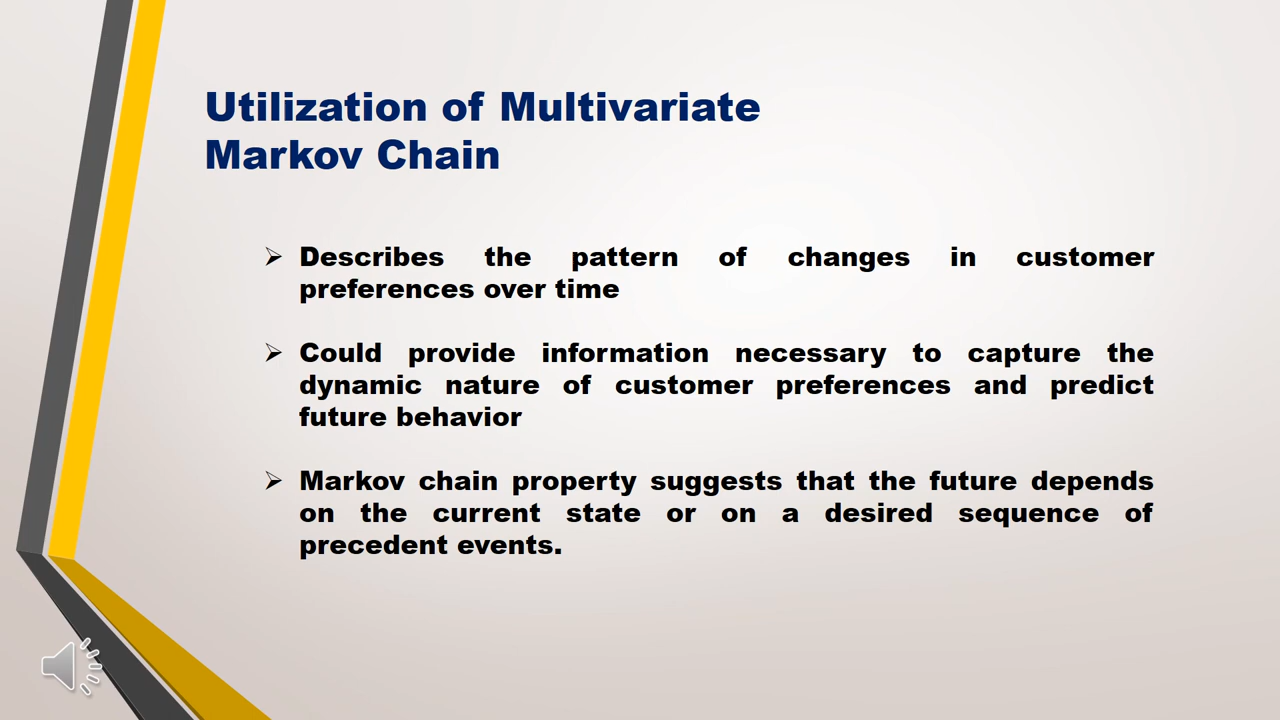 Utilization of Multivariate
Markov Chain
Describes the pattern of changes in customer
preferences over time
Could provide information necessary to capture the
dynamic nature of customer preferences and predict
future behavior
Markov chain property suggests that the future depends
on the current state or on a desired sequence of
precedent events.